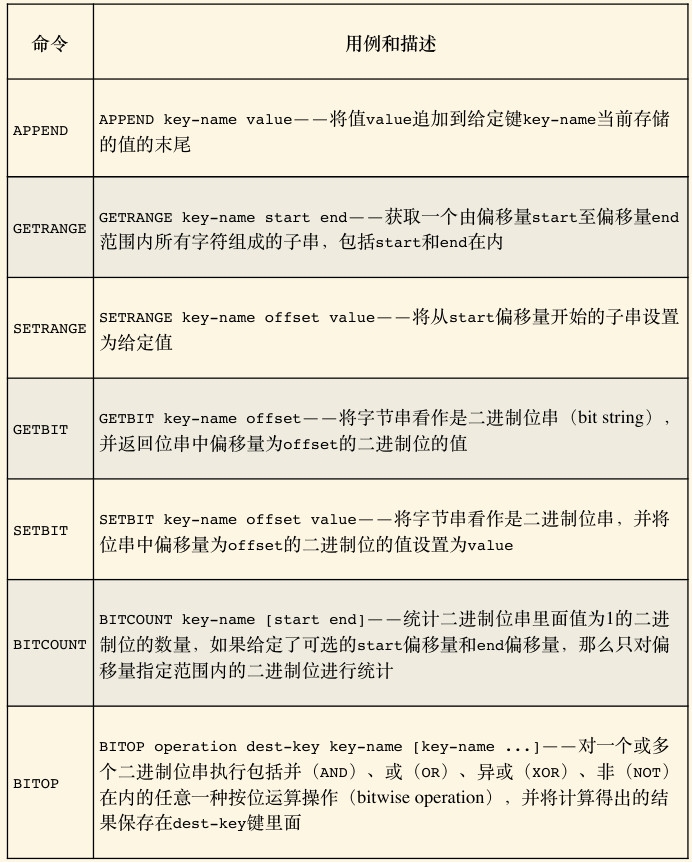 命令
用例和描述
APPEND
APPEND key-name value——将值value追加到给定键key-name当前存储
的值的末尾
GETRANGE
GETRANGE key-name start end——获取一个由偏移量start至偏移量end
范围内所有字符组成的子串，包括start和end在内
SETRANGE
SETRANGE key-name offset value——将从start偏移量开始的子串设置
为给定值
GETBIT
GETBIT key-name offset——将字节串看作是二进制位串（bit string），
并返回位串中偏移量为offset的二进制位的值
SETBIT
SETBIT key-name offset value——将字节串看作是二进制位串，并将
位串中偏移量为offset的二进制位的值设置为value
BITCOUNT
BITCOUNT key-name [start end]——统计二进制位串里面值为1的二进
制位的数量，如果给定了可选的start偏移量和end偏移量，那么只对偏
移量指定范围内的二进制位进行统计
BITOP
BITOP operation dest-key key-name [key-name ...]——对一个或多
个二进制位串执行包括并（AND）、或（OR）、异或（XOR）、非（NOT）
在内的任意一种按位运算操作（bitwise operation），并将计算得出的结
果保存在dest-key键里面